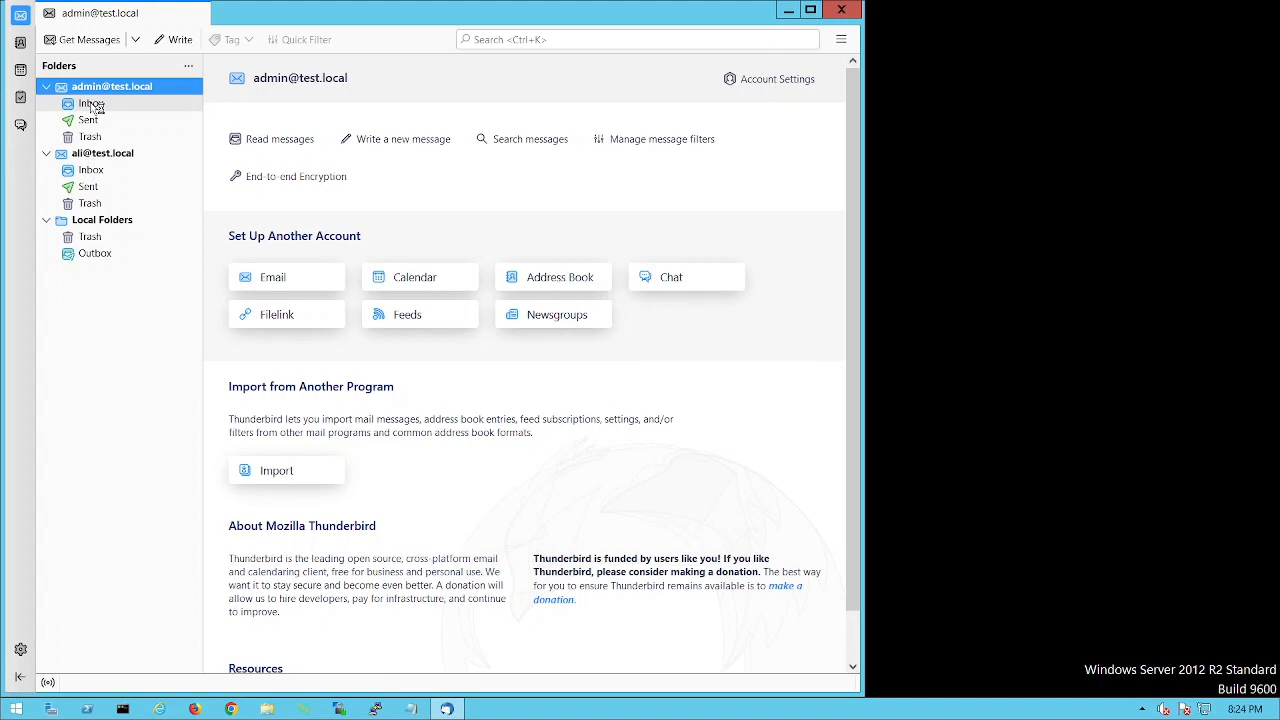 admin@test.local
Get Messages
Write
Tag
Quick Filter
Search <Ctrl+K>
Folders
admin@test.local
Inbox
Sent
Trash
ali@test.local
Inbox
Sent
Trash
Local Folders
Trash
Outbox
admin@test.local
Account Settings
Read messages
Write a new message
Search messages
Manage message filters
End-to-end Encryption
Set Up Another Account
Email
Calendar
Address Book
Chat
Filelink
Feeds
Newsgroups
Import from Another Program
Thunderbird lets you import mail messages, address book entries, feed subscriptions, settings, and/or
filters from other mail programs and common address book formats.
Import
About Mozilla Thunderbird
Thunderbird is the leading open source, cross-platform email
and calendaring client, free for business and personal use. We
want it to stay secure and become even better. A donation will
allow us to hire developers, pay for infrastructure, and continue
to improve.
Thunderbird is funded by users like you! If you like
Thunderbird, please consider making a donation. The best way
for you to ensure Thunderbird remains available is to make a
donation.
Resources
Windows Server 2012 R2 Standard
Build 9600
8:24 PM